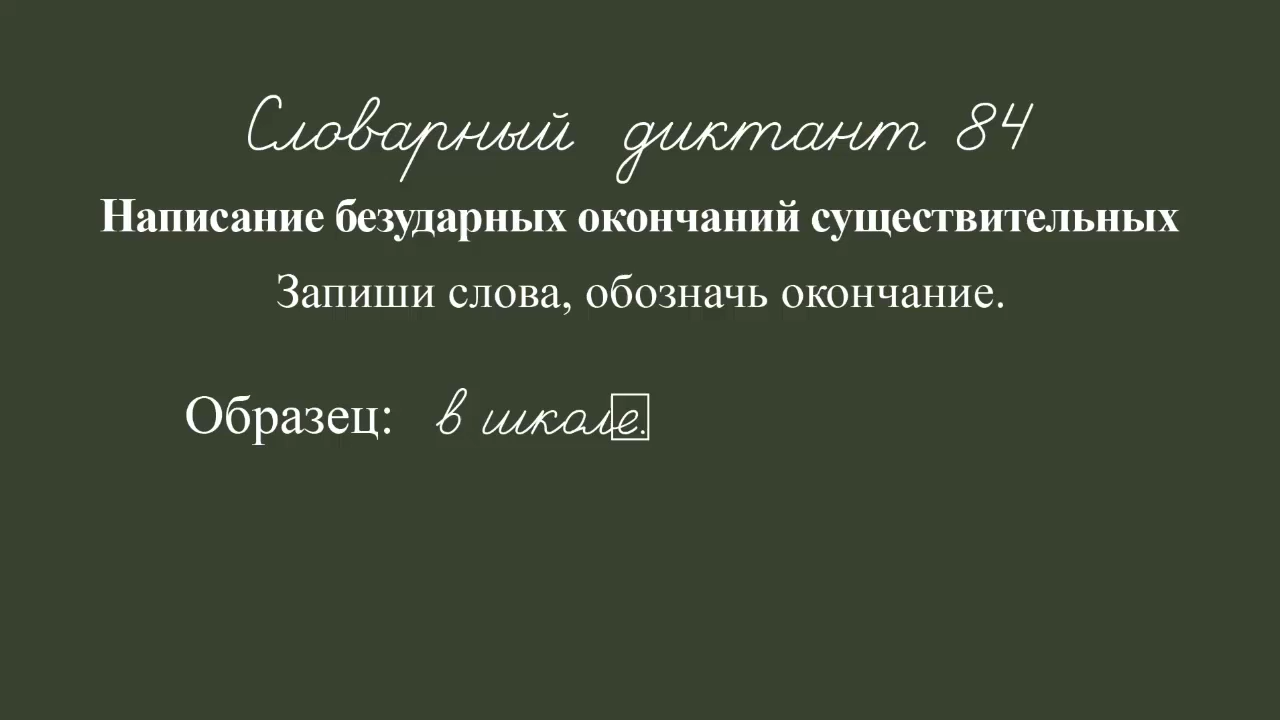 Словарный диктант 84
Написание безударных окончаний существительных
Запиши слова, обозначь окончание.
Образец: в школе.